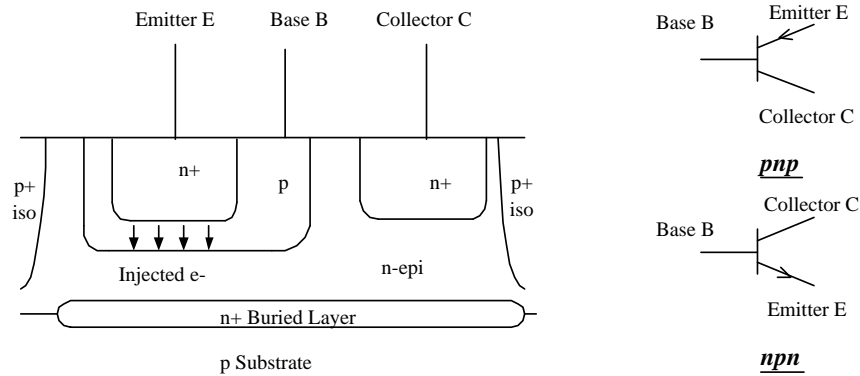 Emitter E
Base B
Collector C
n+
p
n+
p+
iso
p+
iso
Injected e-
n-epi
n+ Buried Layer
p Substrate
Emitter E
Base B
Collector C
pnp
Collector C
Base B
Emitter E
npn